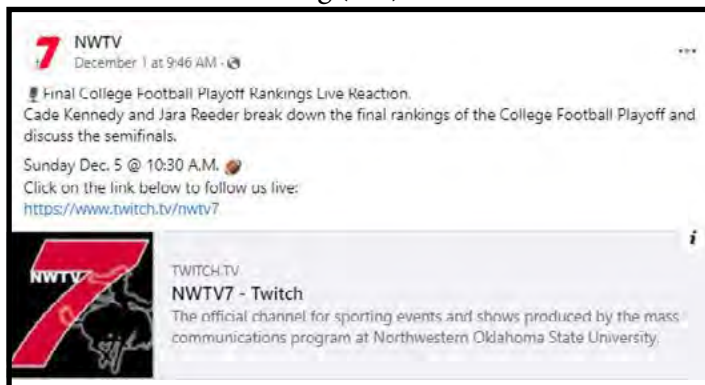 NWTV
December 1 at 9:46 AM ·
Final College Football Playoff Rankings Live Reaction.
Cade Kennedy and Jara Reeder break down the final rankings of the College Football Playoff and
discuss the semifinals.
Sunday Dec. 5 @ 10:30 A.M. 🏈
Click on the link below to follow us live:
https://www.twitch.tv/nwtv7
NWTV
7
TWITCH.TV
NWTV7 - Twitch
The official channel for sporting events and shows produced by the mass
communications program at Northwestern Oklahoma State University.